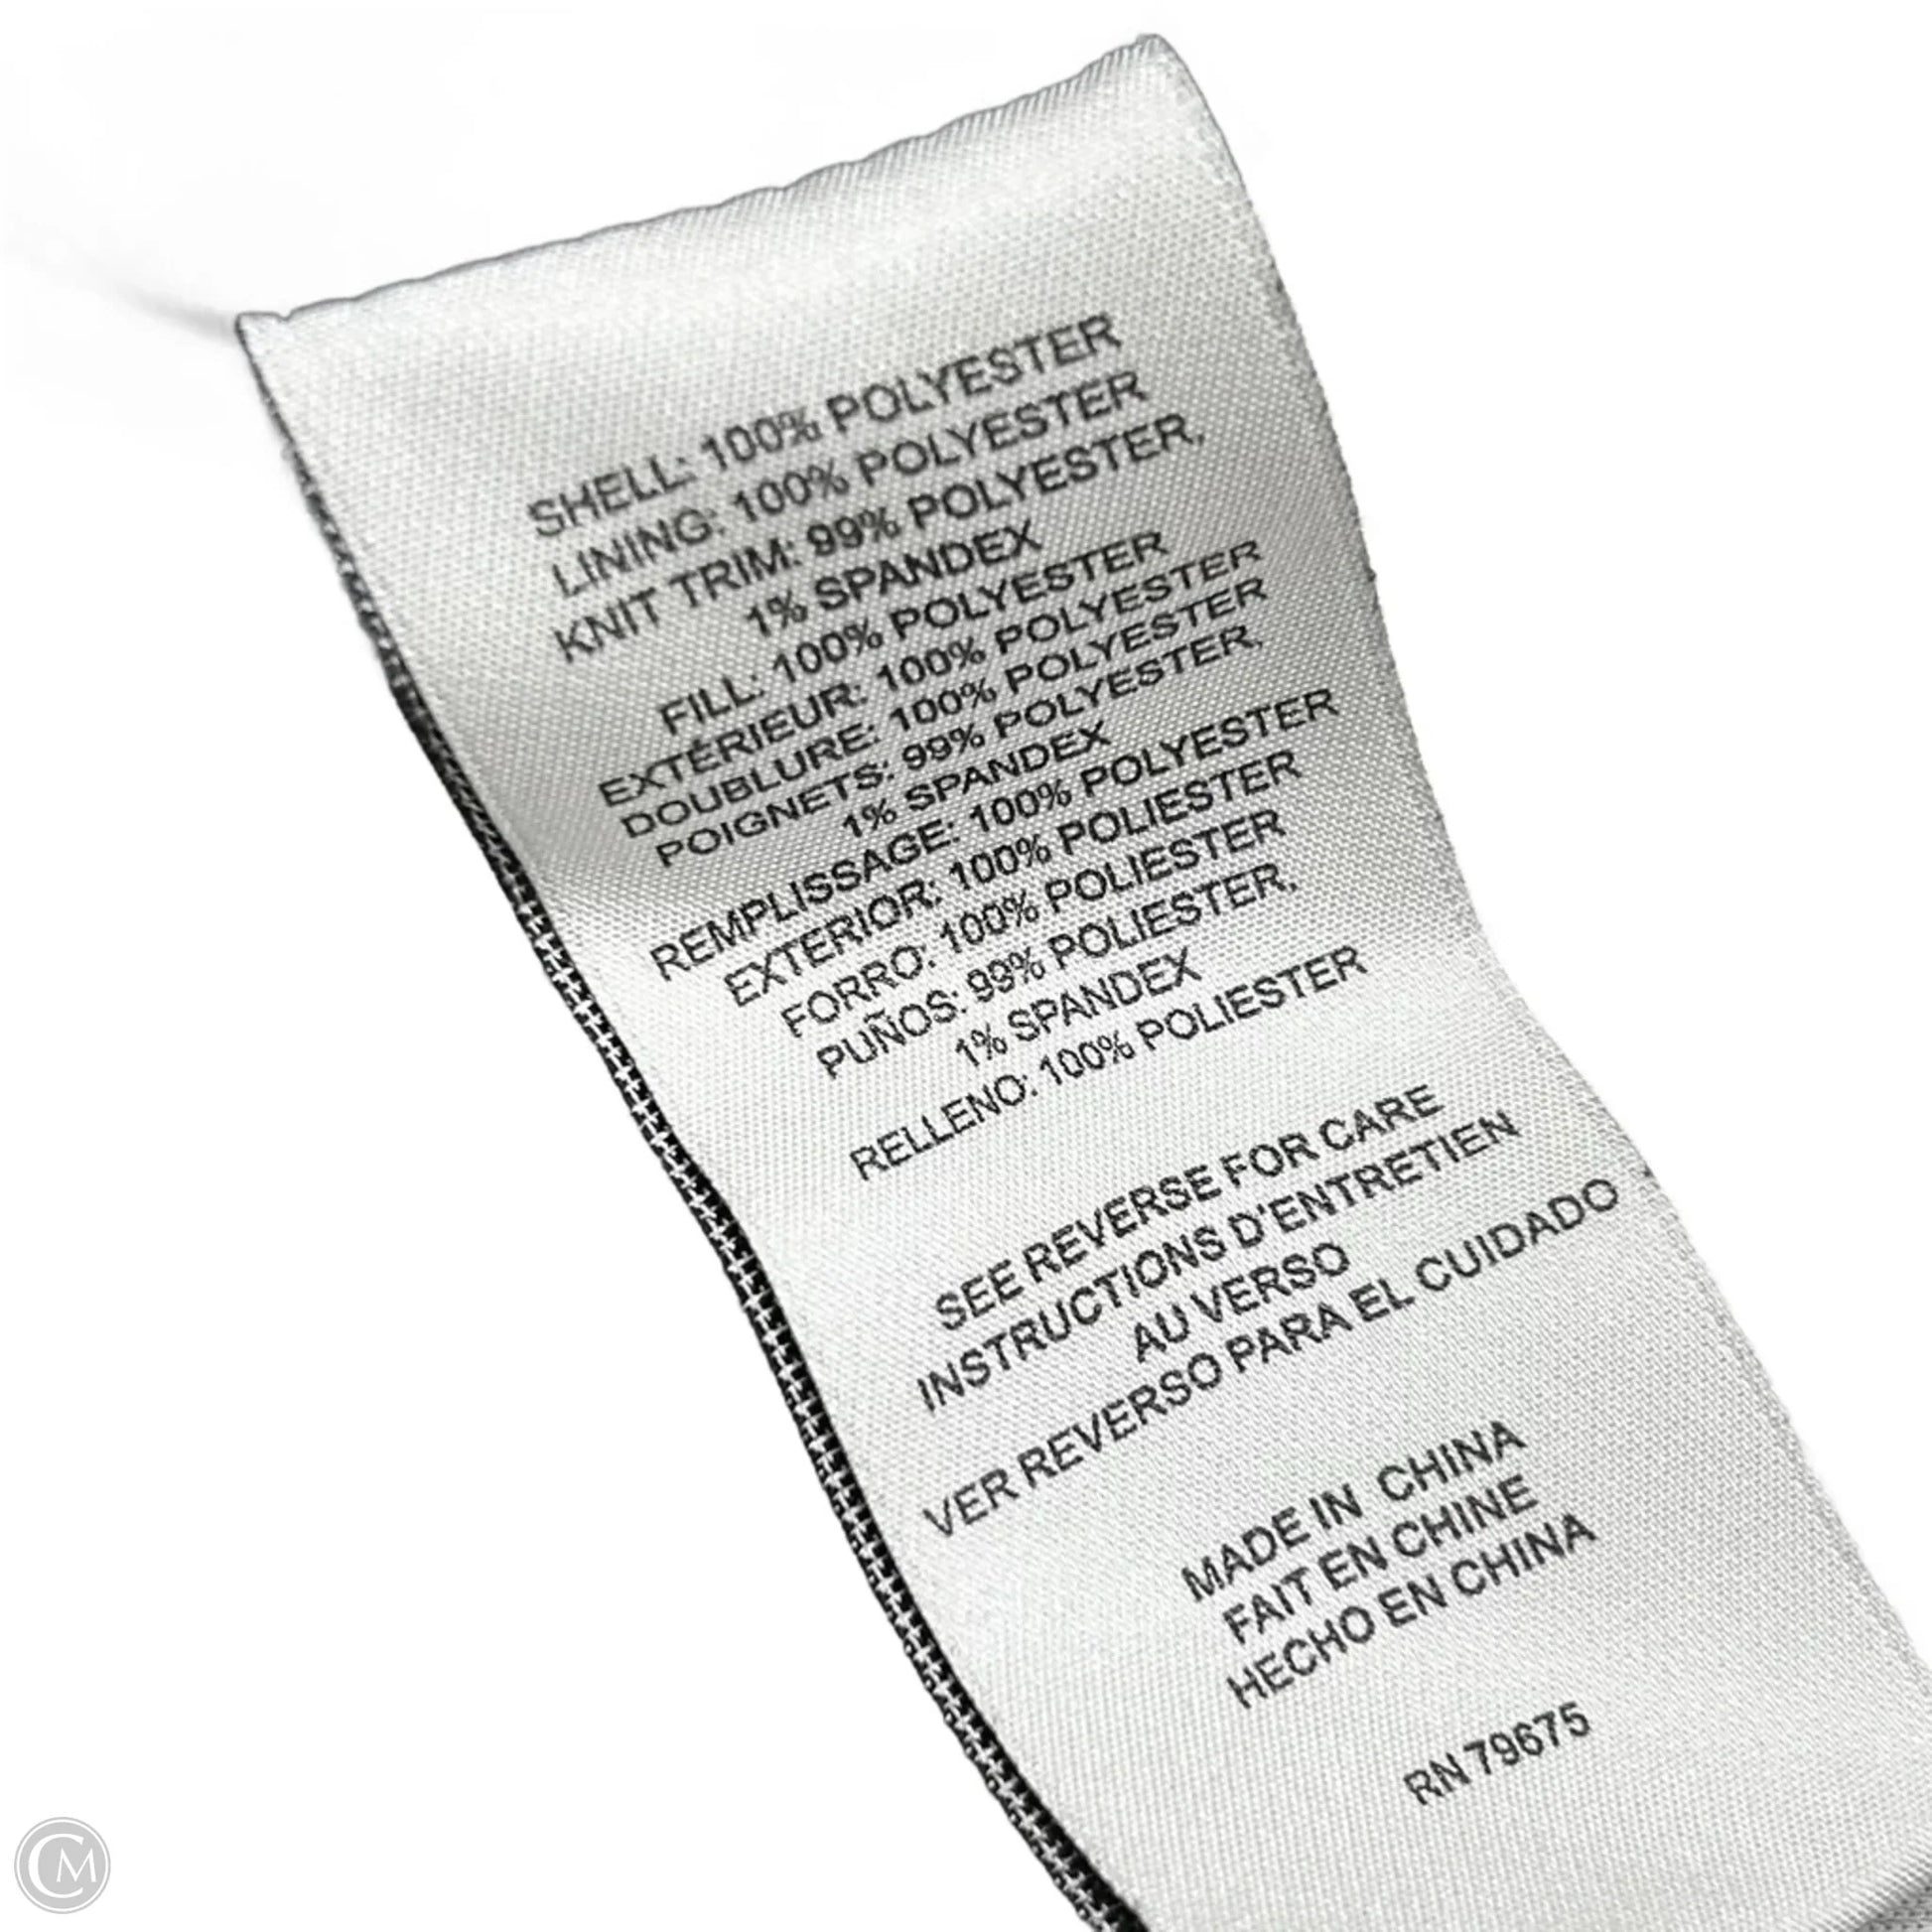 SHELL: 100% POLYESTER
LINING: 100% POLYESTER
KNIT TRIM: 99% POLYESTER,
1% SPANDEX
FILL: 100% POLYESTER
EXTÉRIEUR: 100% POLYESTER
DOUBLURE: 100% POLYESTER
POIGNETS: 99% POLYESTER,
1% SPANDEX
REMPLISSAGE: 100% POLYESTER
EXTERIOR: 100% POLIESTER
FORRO: 100% POLIESTER
PUÑOS: 99% POLIESTER,
1% SPANDEX
RELLENO: 100% POLIESTER
SEE REVERSE FOR CARE
INSTRUCTIONS D'ENTRETIEN
AU VERSO
VER REVERSO PARA EL CUIDADO
MADE IN CHINA
FAIT EN CHINE
HECHO EN CHINA
RN 79675
CM